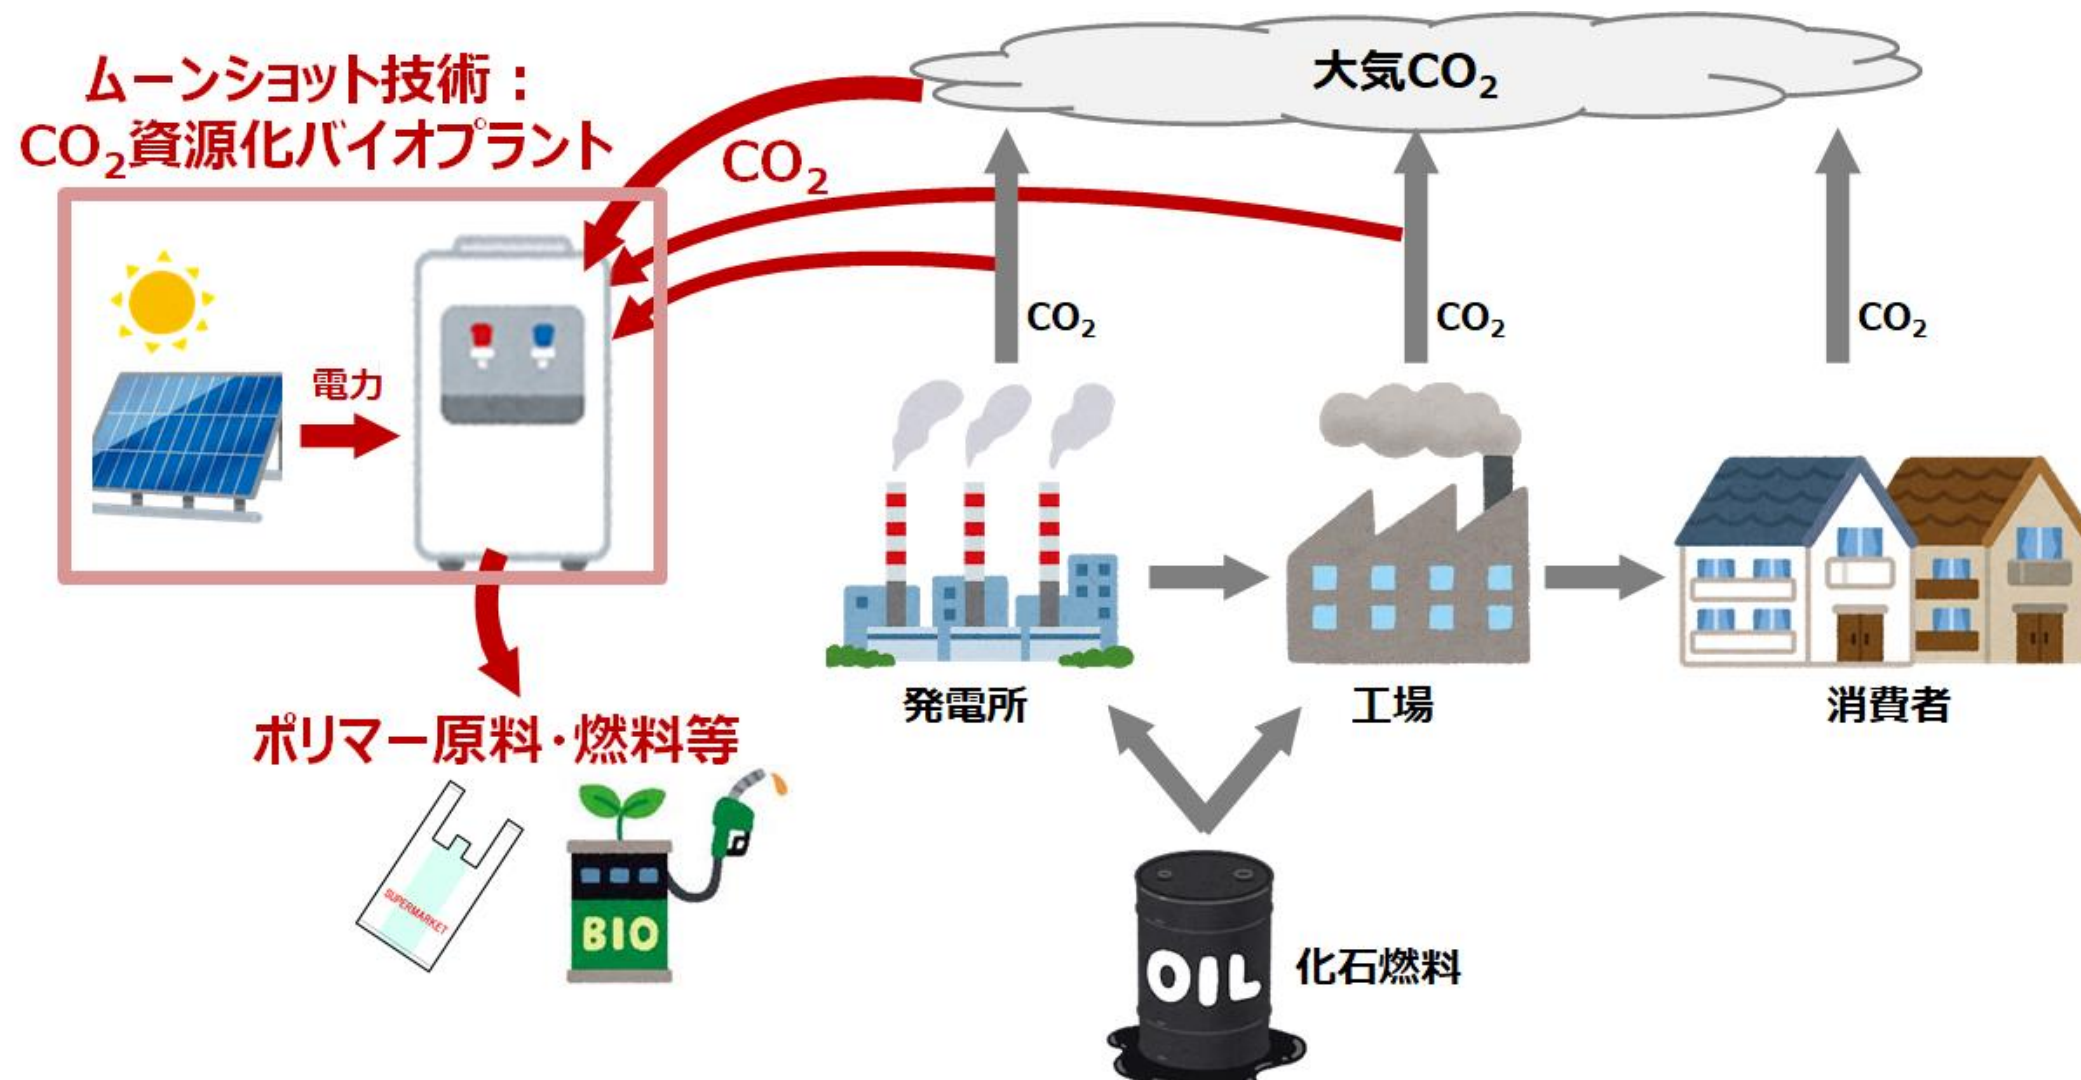 ムーンショット技術：
CO₂資源化バイオプラント
大気CO₂
CO₂
CO₂
CO₂
CO₂
電力
発電所
工場
消費者
ポリマー原料・燃料等
SUPERMARKET
BIO
OIL
化石燃料